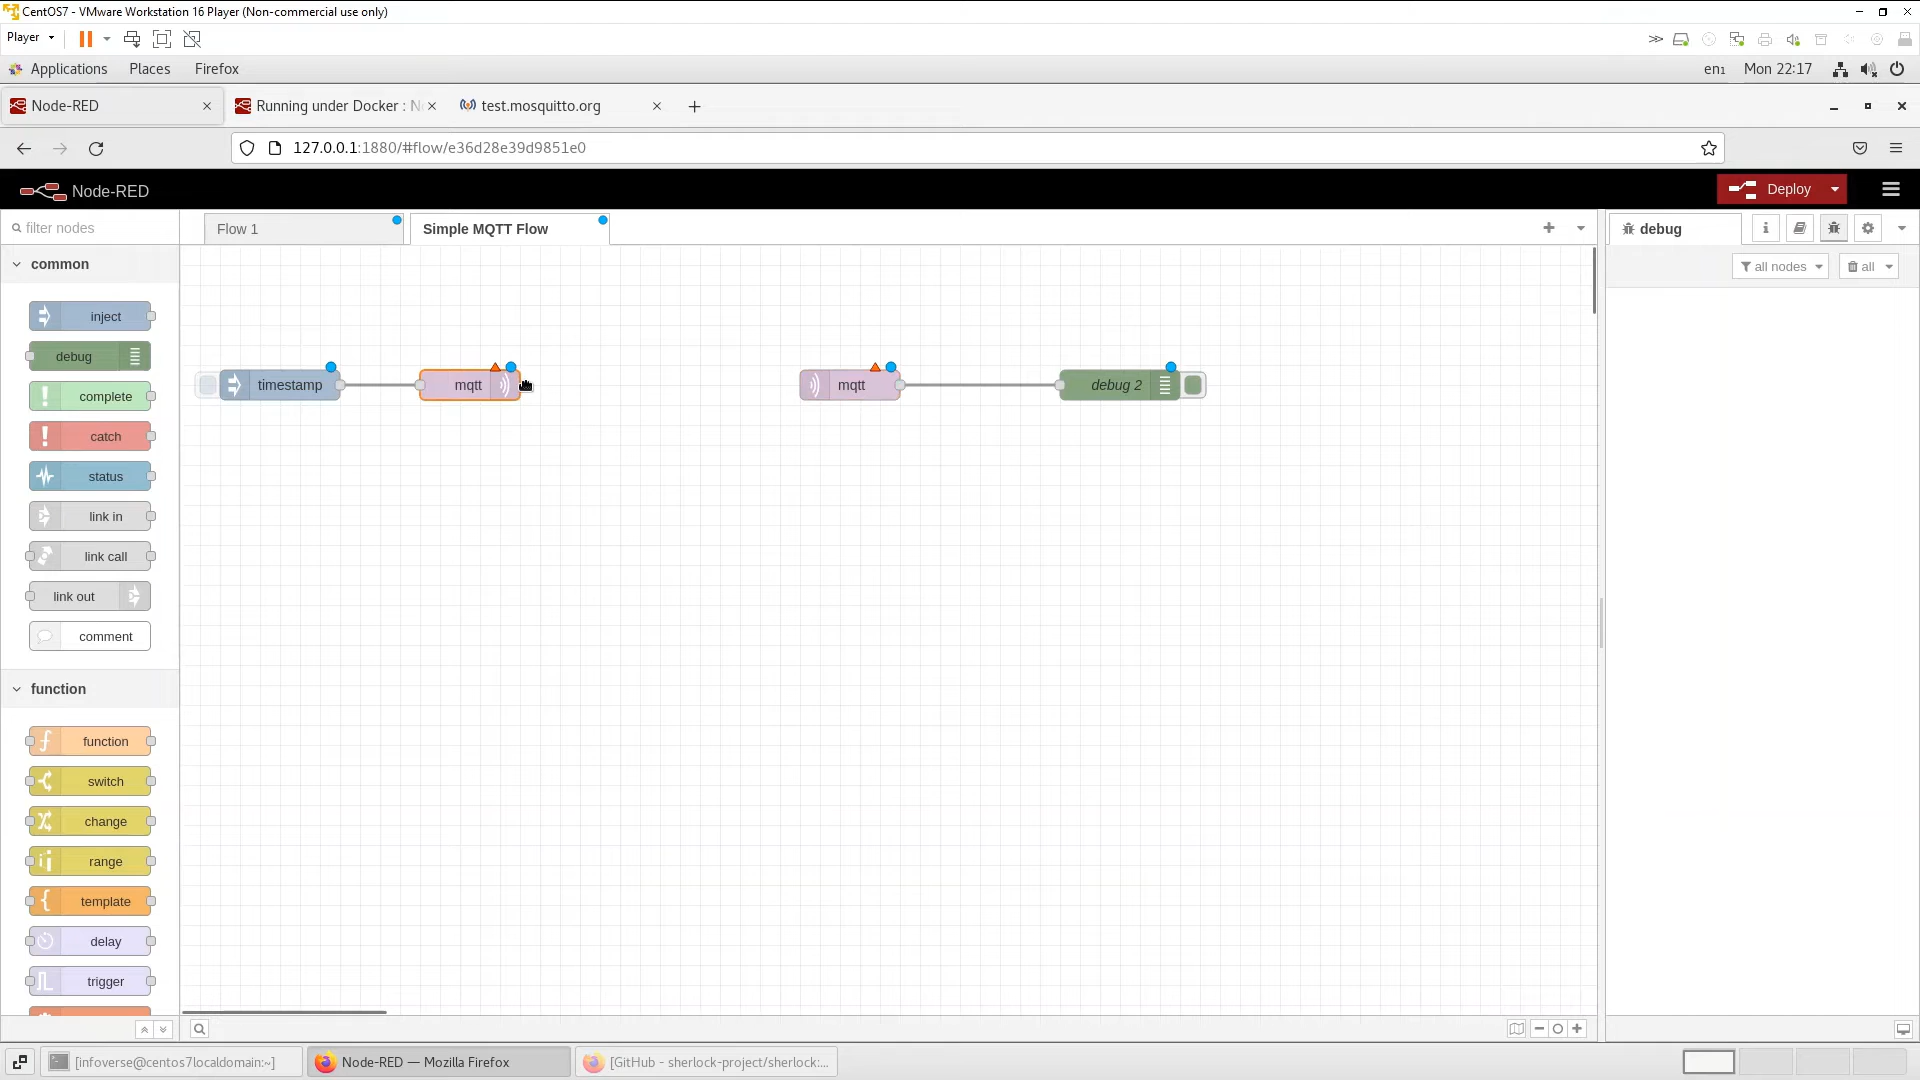 CentOS7 - VMware Workstation 16 Player (Non-commercial use only)
Player
Applications Places Firefox en1 Mon 22:17
Node-RED Running under Docker : N test.mosquitto.org
127.0.0.1:1880/#flow/e36d28e39d9851e0
Node-RED Deploy
filter nodes Flow 1 Simple MQTT Flow debug
common all nodes all
inject
debug
timestamp mqtt mqtt debug 2
complete
catch
status
link in
link call
link out
comment
function
function
switch
change
range
template
delay
trigger
[infoverse@centos7localdomain:~] Node-RED — Mozilla Firefox [GitHub - sherlock-project/sherlock:...